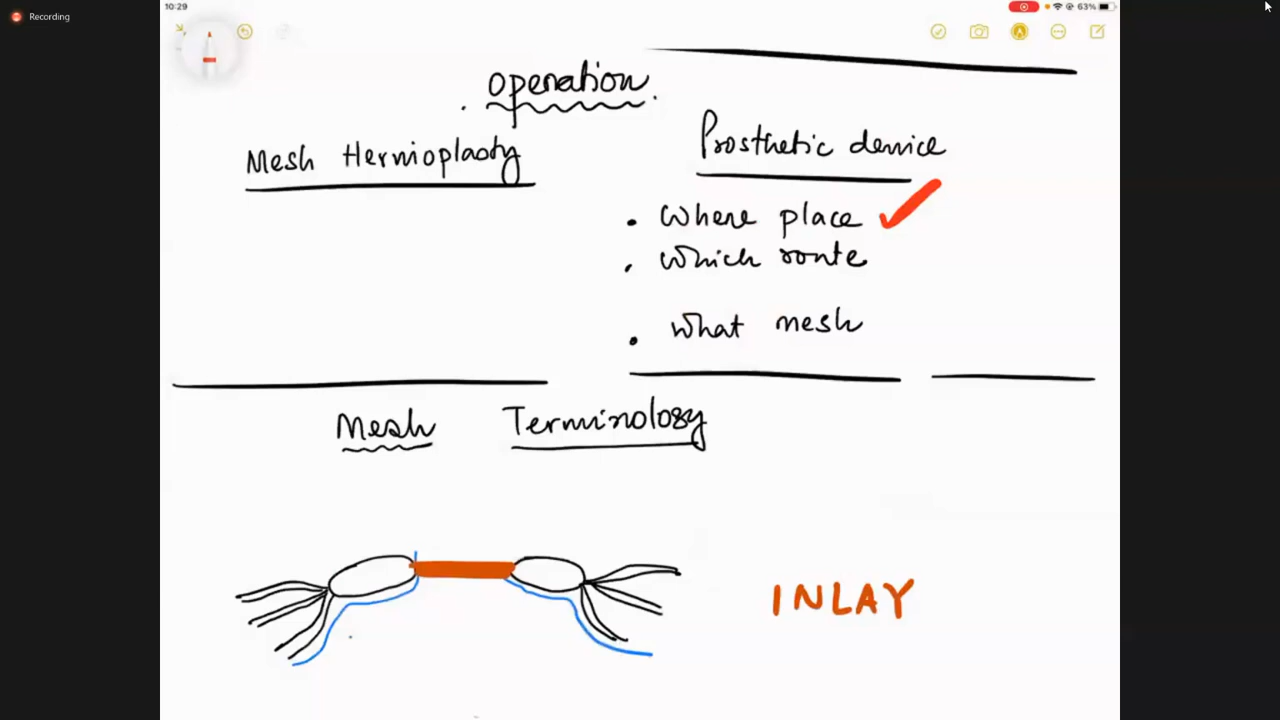 Recording
10:29
63%
operation
Mesh Hernioplasty
Prosthetic device
• where place ✓
• which route
• what mesh
Mesh Terminology
INLAY